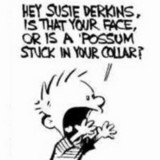 HEY SUSIE DERKINS,
IS THAT YOUR FACE,
OR IS A 'POSSUM
STUCK IN YOUR COLLAR?